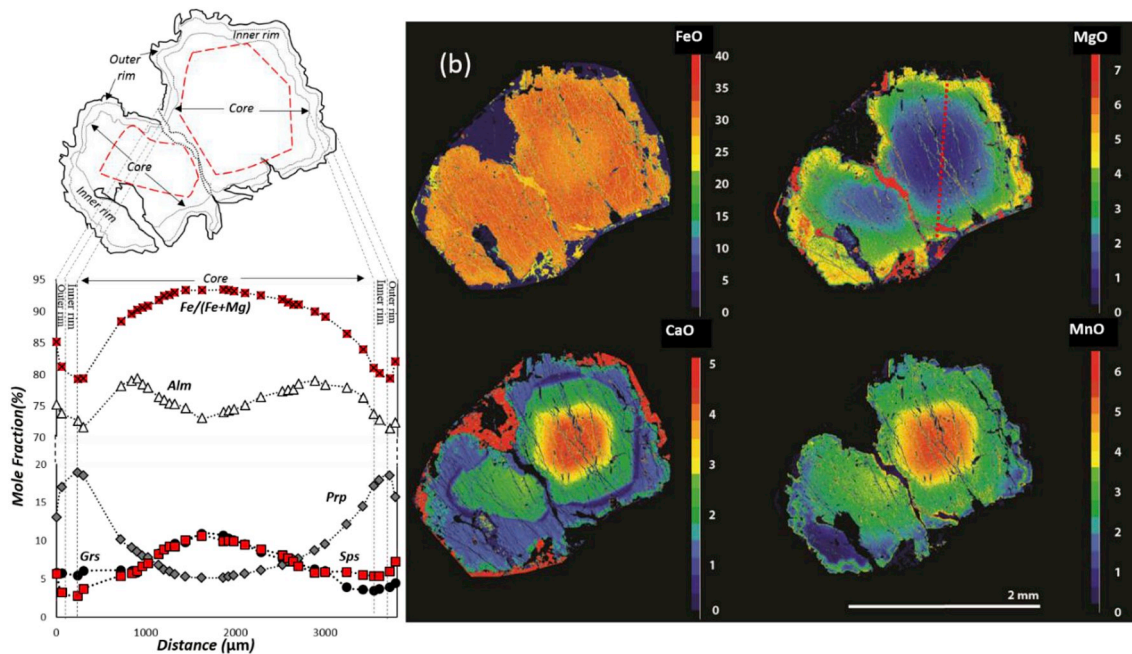 Inner rim
Outer
rim
Core
Core
Inner rim
95
90
85
80
75
70
20
15
10
5
0
Mole Fraction(%)
Outer rim
Inner rim
Core
Inner rim
Outer rim
Fe/(Fe+Mg)
Alm
Prp
Grs
Sps
0
1000
2000
3000
Distance (µm)
(b)
FeO
40
35
30
25
20
15
10
5
0
MgO
7
6
5
4
3
2
1
0
CaO
5
4
3
2
1
0
MnO
6
5
4
3
2
1
0
2 mm